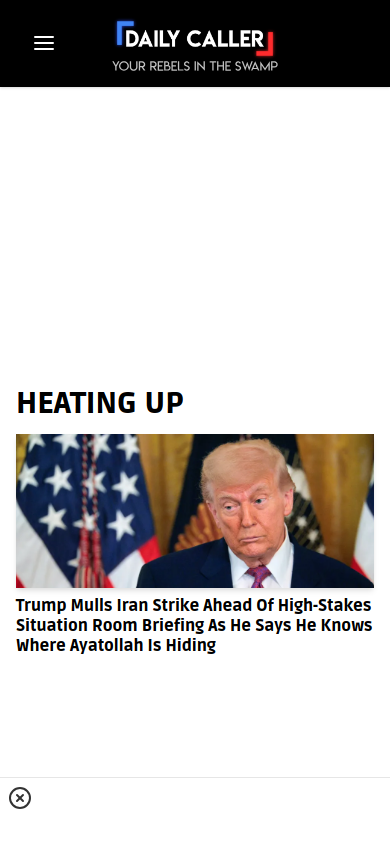 DAILY CALLER
YOUR REBELS IN THE SWAMP
HEATING UP
Trump Mulls Iran Strike Ahead Of High-Stakes
Situation Room Briefing As He Says He Knows
Where Ayatollah Is Hiding